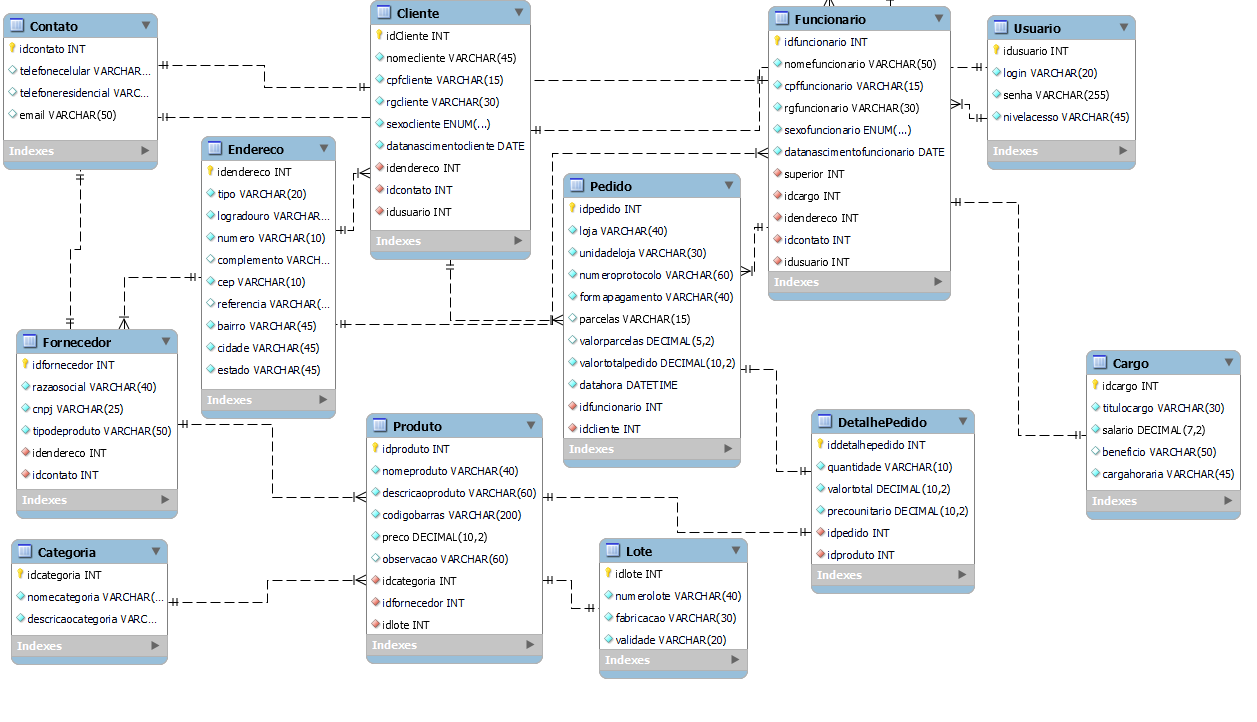 Contato
idcontato INT
telefonecelular VARCHAR...
telefoneresidencial VARC...
email VARCHAR(50)
Indexes
Cliente
idCliente INT
nomecliente VARCHAR(45)
cpfcliente VARCHAR(15)
rgcliente VARCHAR(30)
sexocliente ENUM(...)
datanascimentocliente DATE
idendereco INT
idcontato INT
idusuario INT
Indexes
Funcionario
idfuncionario INT
nomefuncionario VARCHAR(50)
cpffuncionario VARCHAR(15)
rgfuncionario VARCHAR(30)
sexofuncionario ENUM(...)
datanascimentofuncionario DATE
superior INT
idcargo INT
idendereco INT
idcontato INT
idusuario INT
Indexes
Usuario
idusuario INT
login VARCHAR(20)
senha VARCHAR(255)
nivelacesso VARCHAR(45)
Indexes
Endereco
idendereco INT
tipo VARCHAR(20)
logradouro VARCHAR...
numero VARCHAR(10)
complemento VARCH...
cep VARCHAR(10)
referencia VARCHAR(...
bairro VARCHAR(45)
cidade VARCHAR(45)
estado VARCHAR(45)
Indexes
Pedido
idpedido INT
loja VARCHAR(40)
unidadeloja VARCHAR(30)
numeroprotocolo VARCHAR(60)
formapagamento VARCHAR(40)
parcelas VARCHAR(15)
valorparcelas DECIMAL(5,2)
valortotalpedido DECIMAL(10,2)
datahora DATETIME
idfuncionario INT
idcliente INT
Indexes
Fornecedor
idfornecedor INT
razaosocial VARCHAR(40)
cnpj VARCHAR(25)
tipodeproduto VARCHAR(50)
idendereco INT
idcontato INT
Indexes
Cargo
idcargo INT
titulocargo VARCHAR(30)
salario DECIMAL(7,2)
beneficio VARCHAR(50)
cargahoraria VARCHAR(45)
Indexes
Produto
idproduto INT
nomeproduto VARCHAR(40)
descricaoproduto VARCHAR(60)
codigobarras VARCHAR(200)
preco DECIMAL(10,2)
observacao VARCHAR(60)
idcategoria INT
idfornecedor INT
idlote INT
Indexes
DetalhePedido
iddetalhepedido INT
quantidade VARCHAR(10)
valortotal DECIMAL(10,2)
precounitario DECIMAL(10,2)
idpedido INT
idproduto INT
Indexes
Categoria
idcategoria INT
nomecategoria VARCHAR(...
descricaocategoria VARC...
Indexes
Lote
idlote INT
numerolote VARCHAR(40)
fabricacao VARCHAR(30)
validade VARCHAR(20)
Indexes